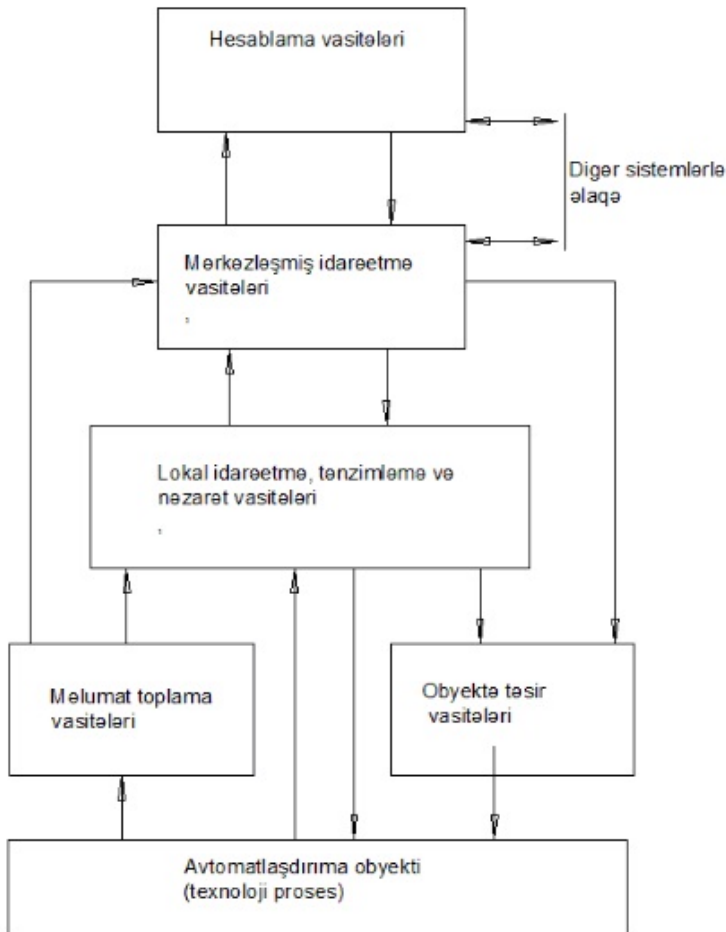 Hesablama vasitələri
Digər sistemlərlə
əlaqə
Mərkəzləşmiş idarəetmə
vasitələri
,
Lokal idarəetmə, tənzimləmə və
nəzarət vasitələri
,
Məlumat toplama
vasitələri
Obyektə təsir
vasitələri
Avtomatlaşdırıma obyekti
(texnoloji proses)